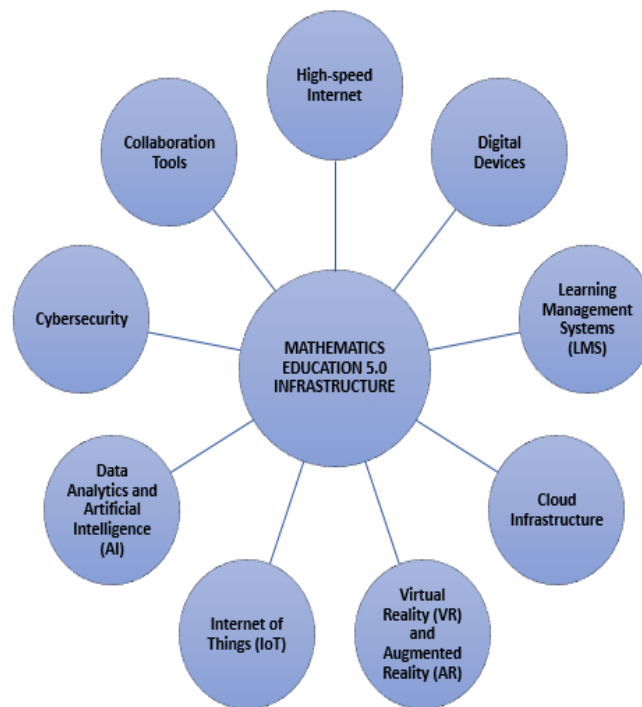 High-speed
Internet
Digital
Devices
Learning
Management
Systems
(LMS)
Cloud
Infrastructure
Virtual
Reality (VR)
and
Augmented
Reality (AR)
Internet of
Things (IoT)
Data
Analytics and
Artificial
Intelligence
(AI)
Cybersecurity
Collaboration
Tools
MATHEMATICS
EDUCATION 5.0
INFRASTRUCTURE